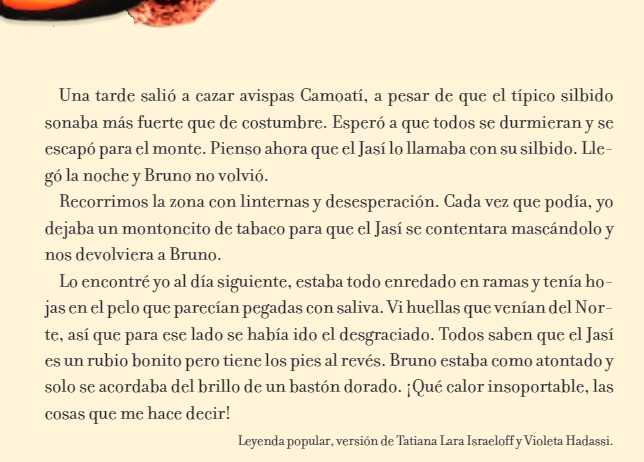 Una tarde salió a cazar avispas Camoatí, a pesar de que el típico silbido
sonaba más fuerte que de costumbre. Esperó a que todos se durmieran y se
escapó para el monte. Pienso ahora que el Jasí lo llamaba con su silbido. Lle-
gó la noche y Bruno no volvió.
Recorrimos la zona con linternas y desesperación. Cada vez que podía, yo
dejaba un montoncito de tabaco para que el Jasí se contentara mascándolo y
nos devolviera a Bruno.
Lo encontré yo al día siguiente, estaba todo enredado en ramas y tenía ho-
jas en el pelo que parecían pegadas con saliva. Vi huellas que venían del Nor-
te, así que para ese lado se había ido el desgraciado. Todos saben que el Jasí
es un rubio bonito pero tiene los pies al revés. Bruno estaba como atontado y
solo se acordaba del brillo de un bastón dorado. ¡Qué calor insoportable, las
cosas que me hace decir!
Leyenda popular, versión de Tatiana Lara Israeloff y Violeta Hadassi.